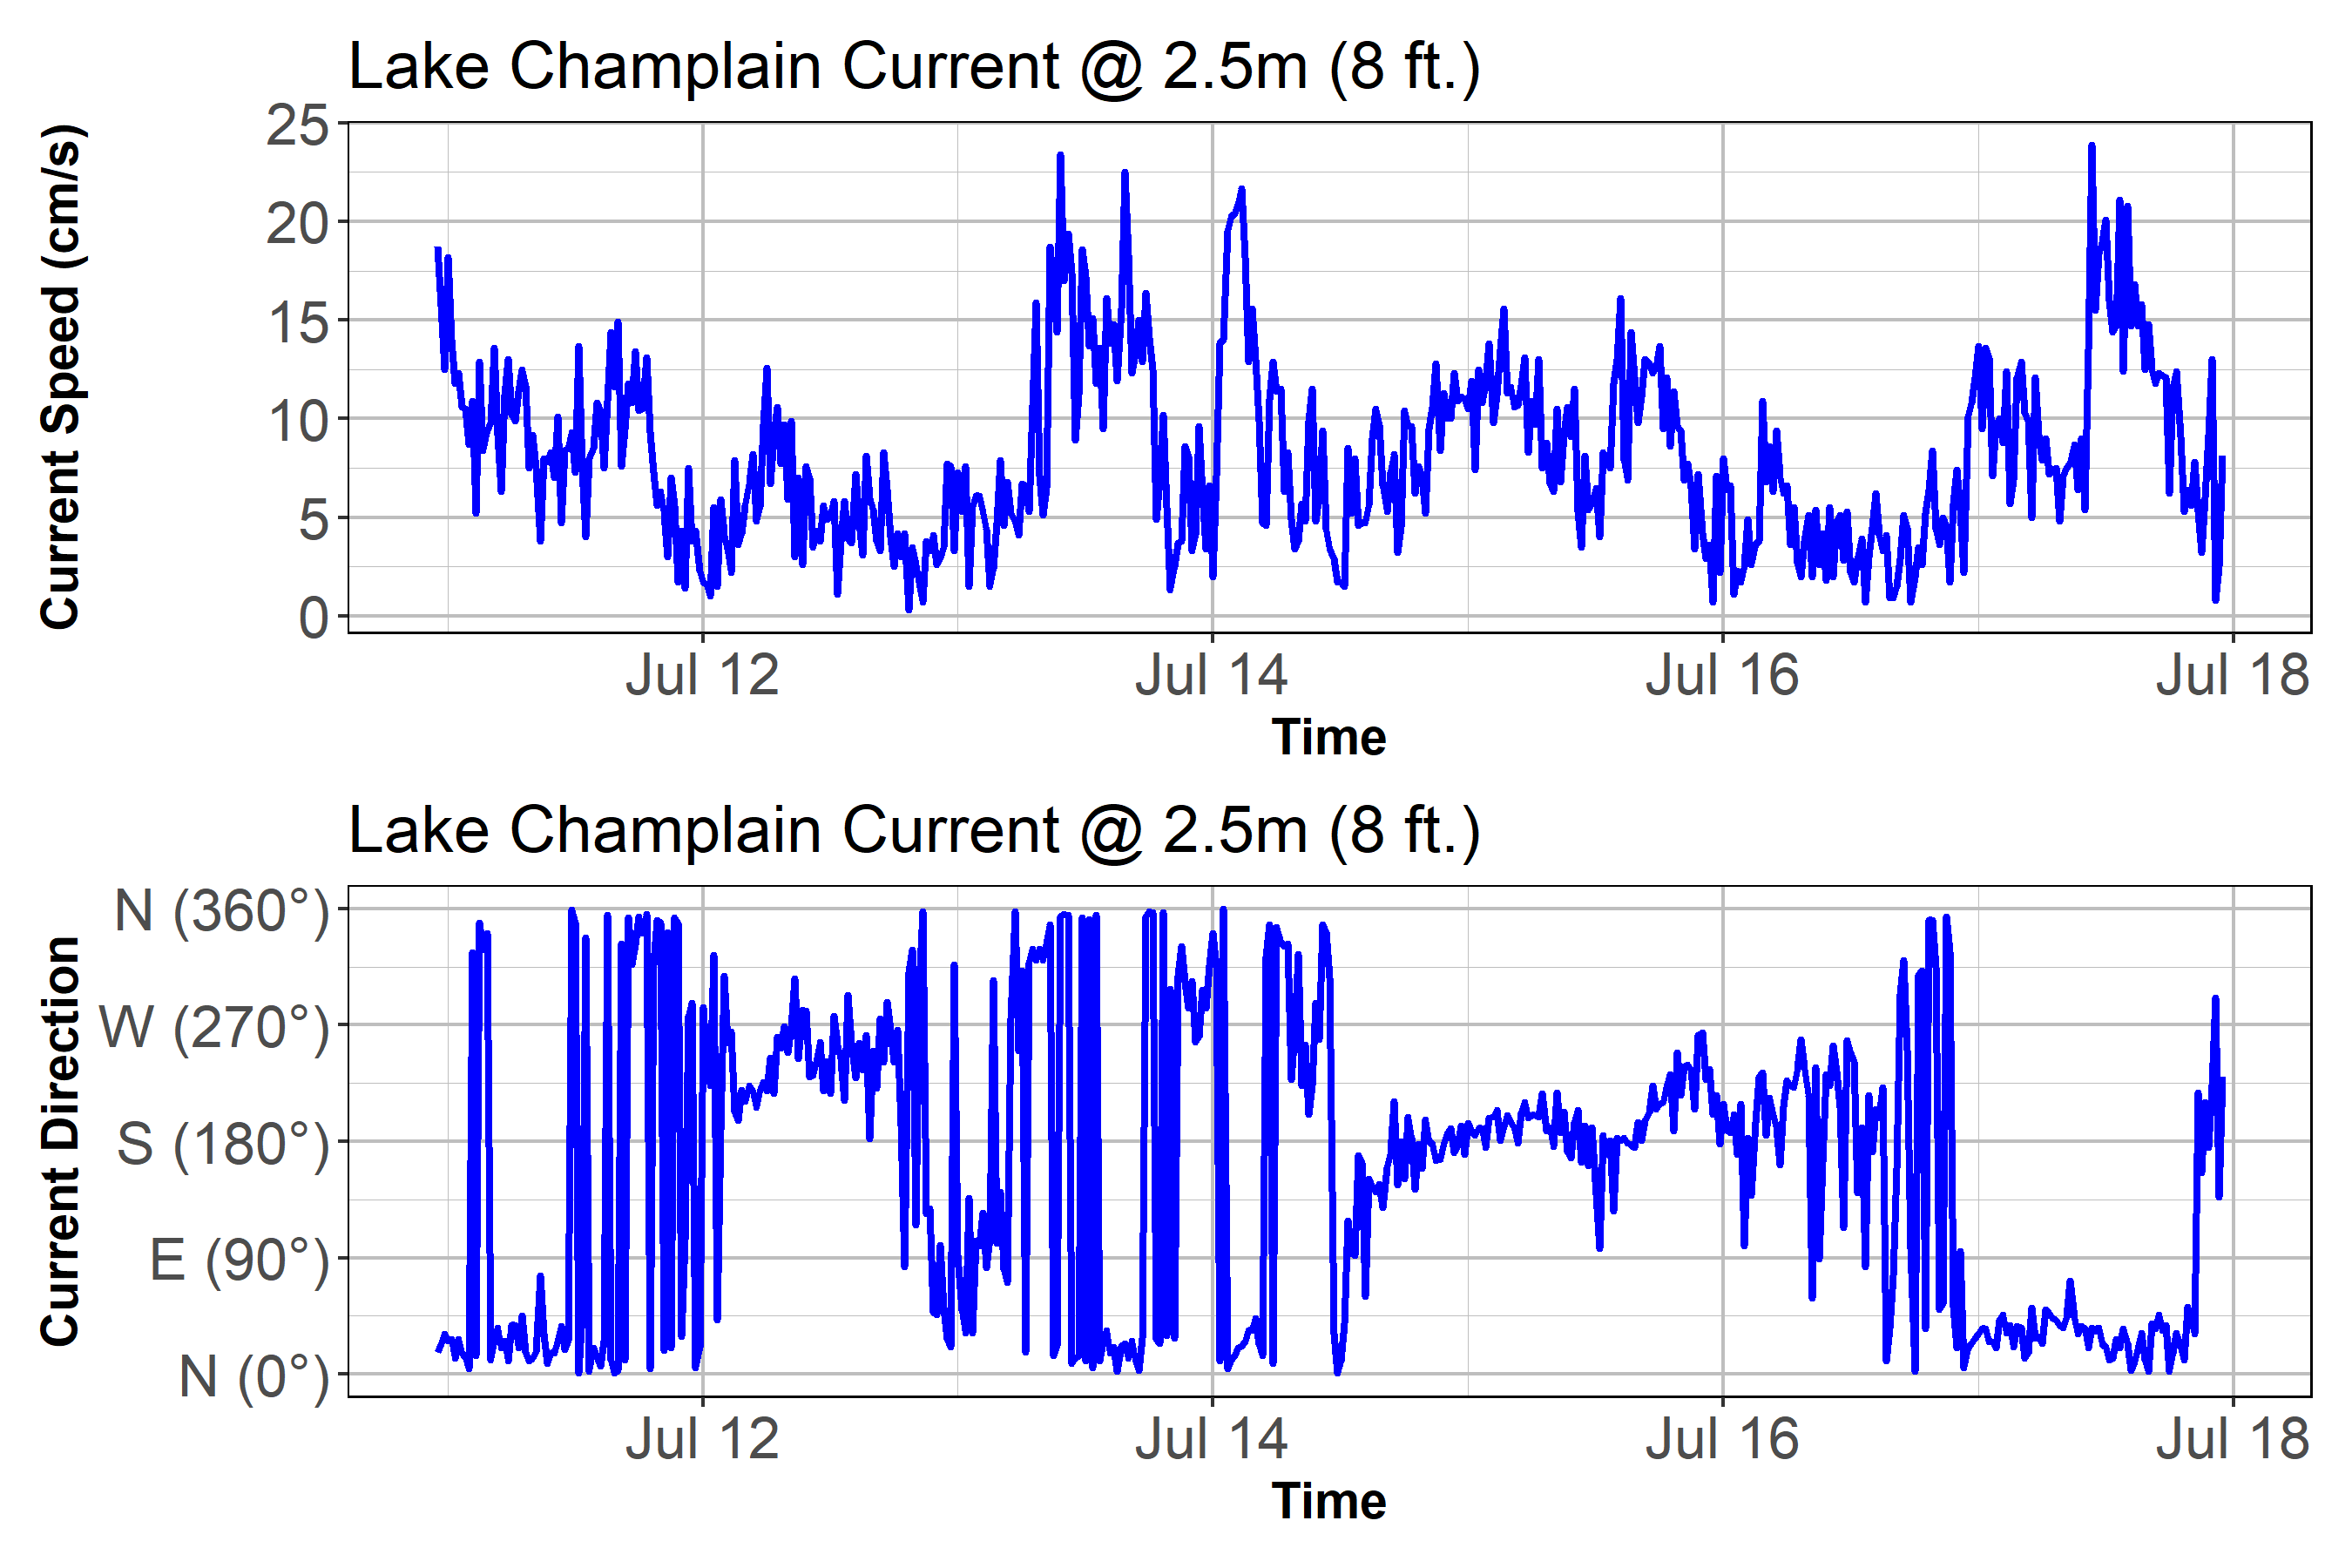 Lake Champlain Current @ 2.5m (8 ft.)
Current Speed (cm/s)
25
20
15
10
5
0
Jul 12 Jul 14 Jul 16 Jul 18
Time
Lake Champlain Current @ 2.5m (8 ft.)
Current Direction
N (360°)
W (270°)
S (180°)
E (90°)
N (0°)
Jul 12 Jul 14 Jul 16 Jul 18
Time